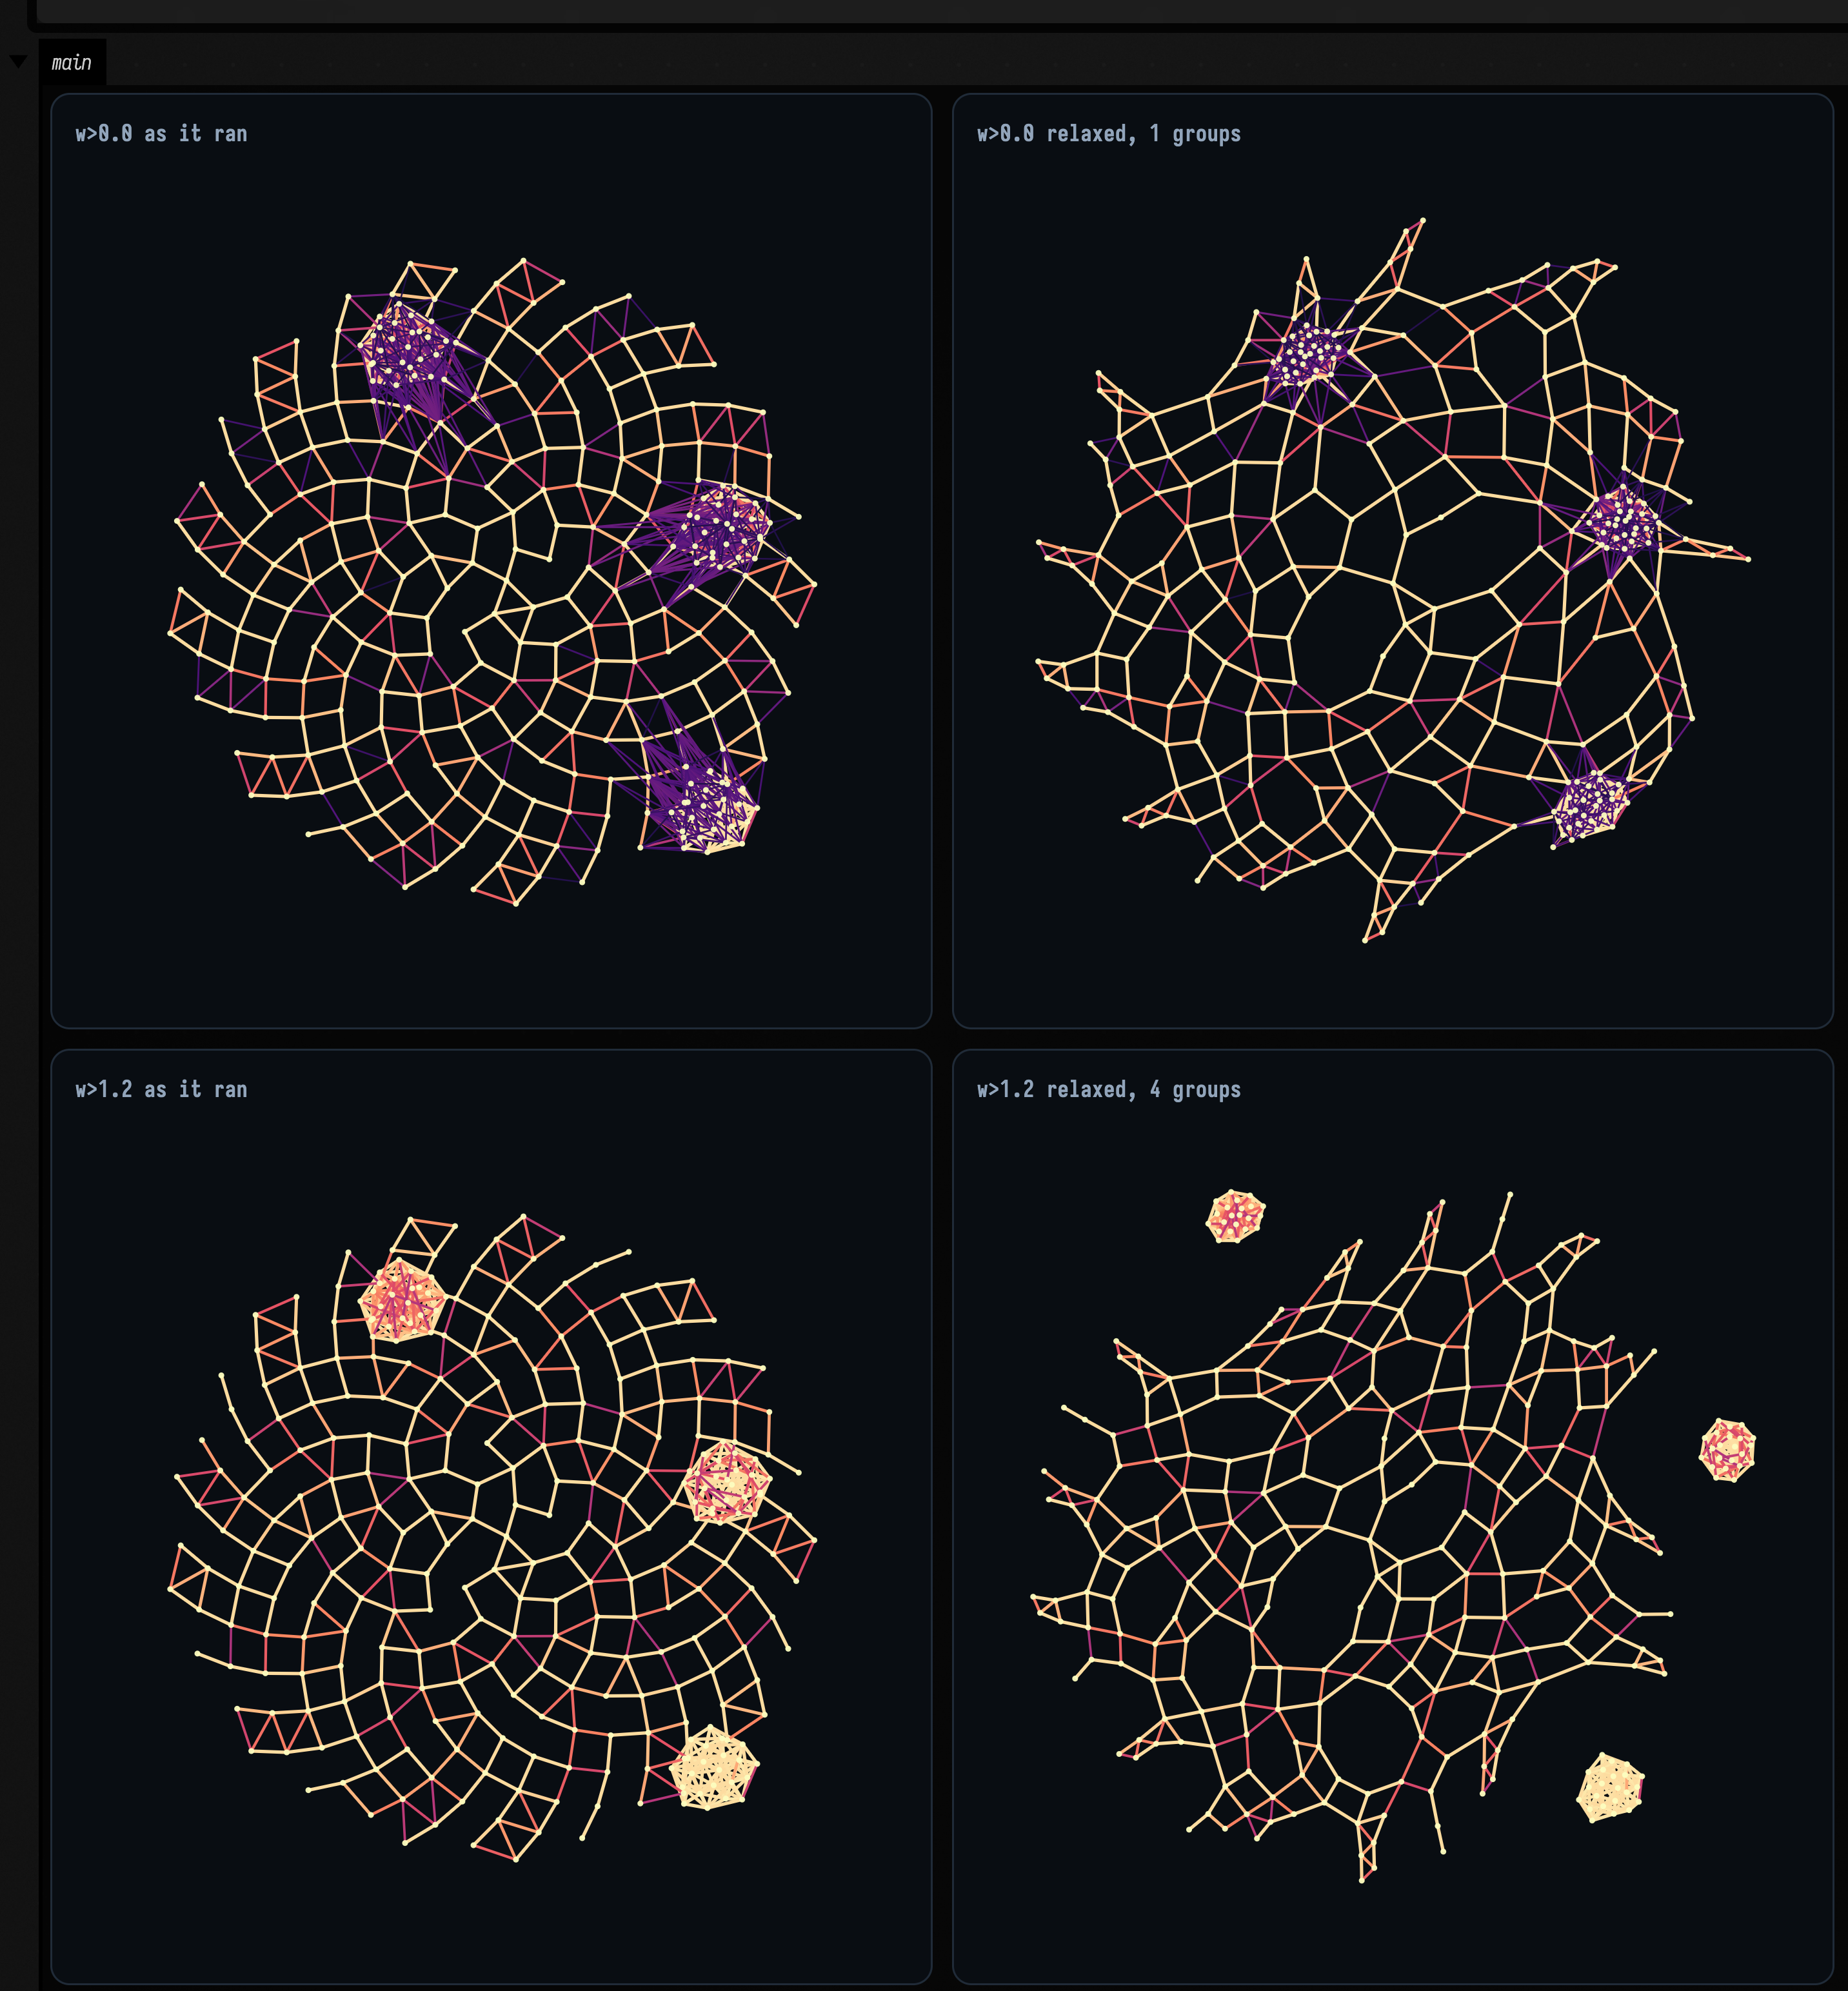 main
w>0.0 as it ran
w>0.0 relaxed, 1 groups
w>1.2 as it ran
w>1.2 relaxed, 4 groups